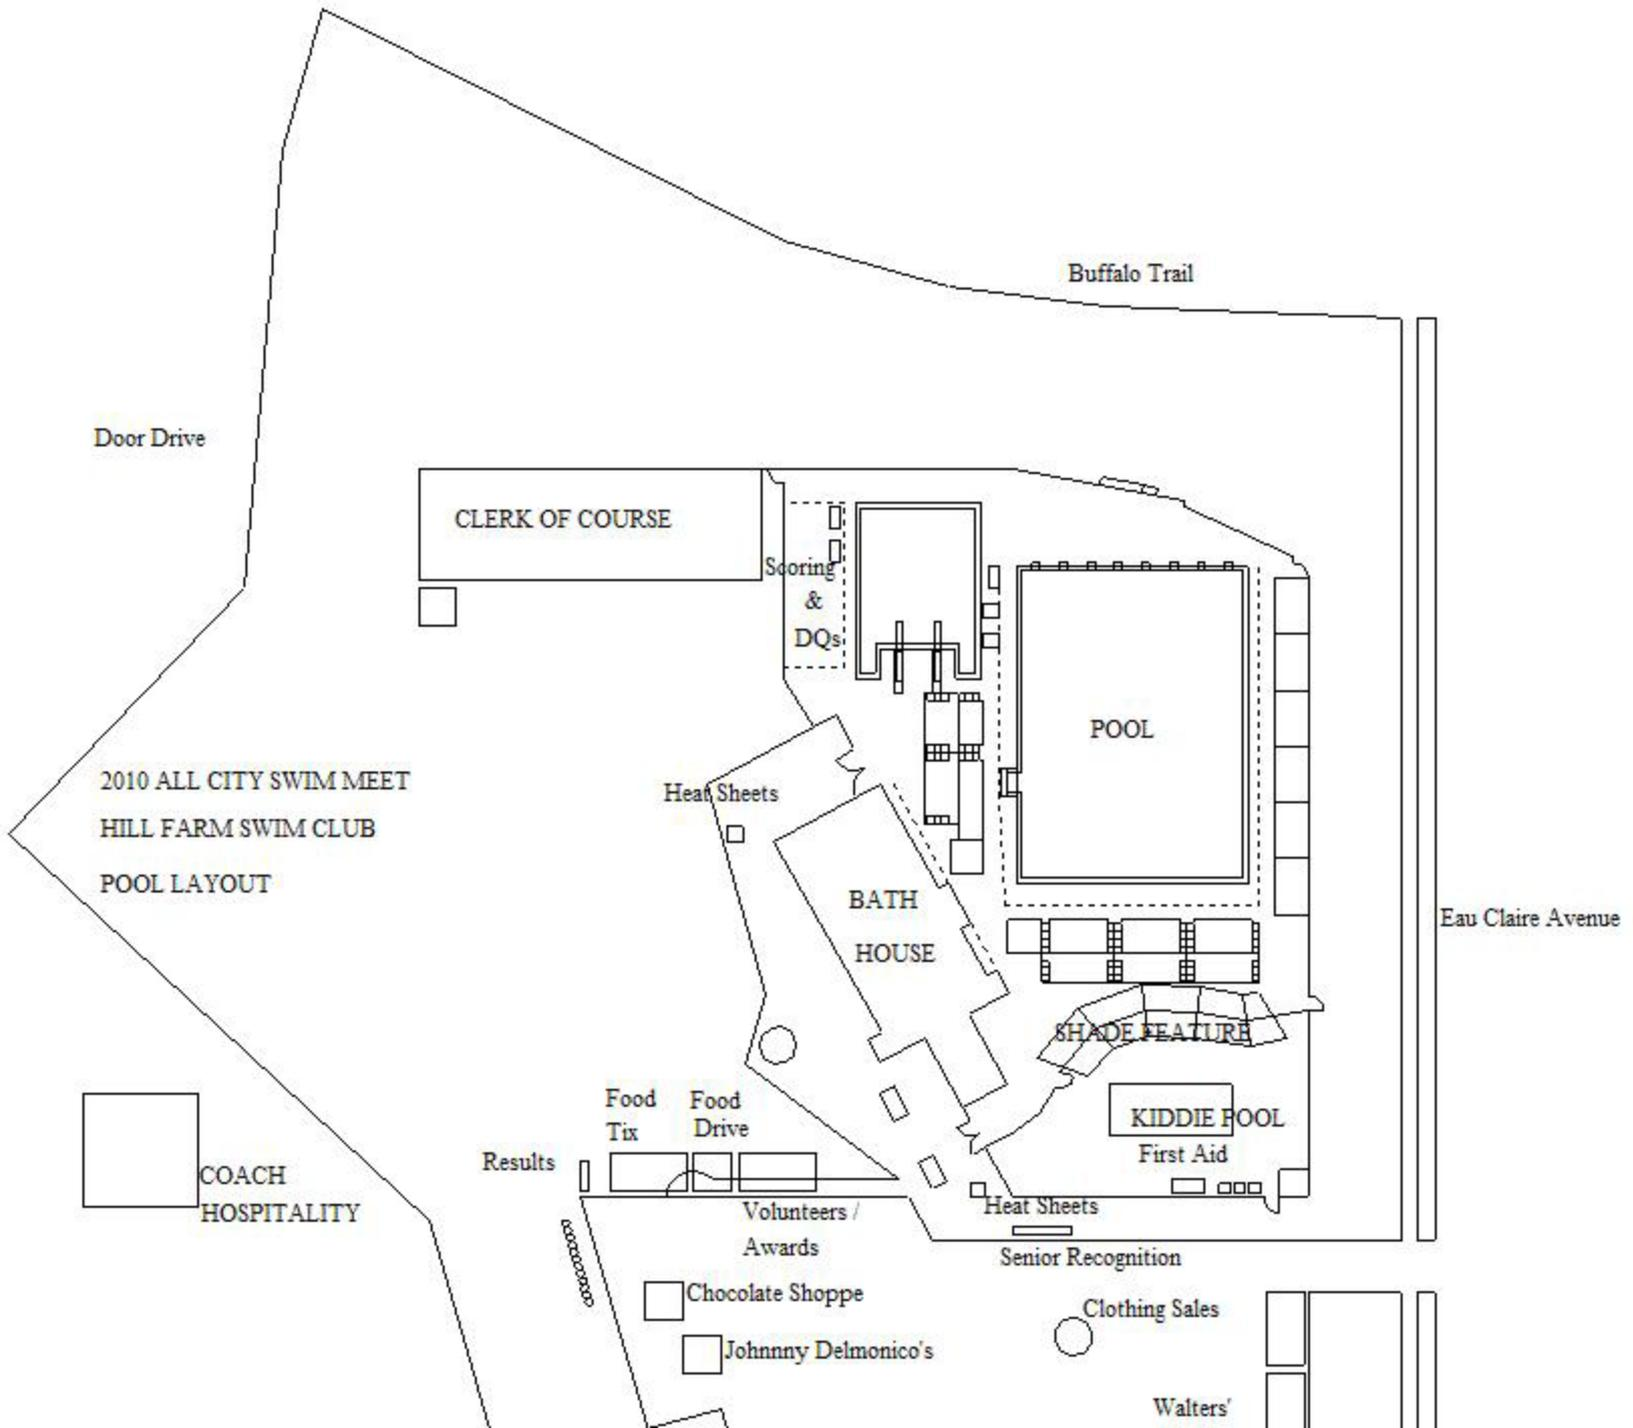 Buffalo Trail
Door Drive
CLERK OF COURSE
Scoring
&
DQs
POOL
2010 ALL CITY SWIM MEET
HILL FARM SWIM CLUB
POOL LAYOUT
Heat Sheets
BATH
HOUSE
Eau Claire Avenue
SHADE FEATURE
KIDDIE POOL
First Aid
Food
Tix
Food
Drive
Results
COACH
HOSPITALITY
Volunteers /
Awards
Heat Sheets
Senior Recognition
Chocolate Shoppe
Clothing Sales
Johnnny Delmonico's
Walters'